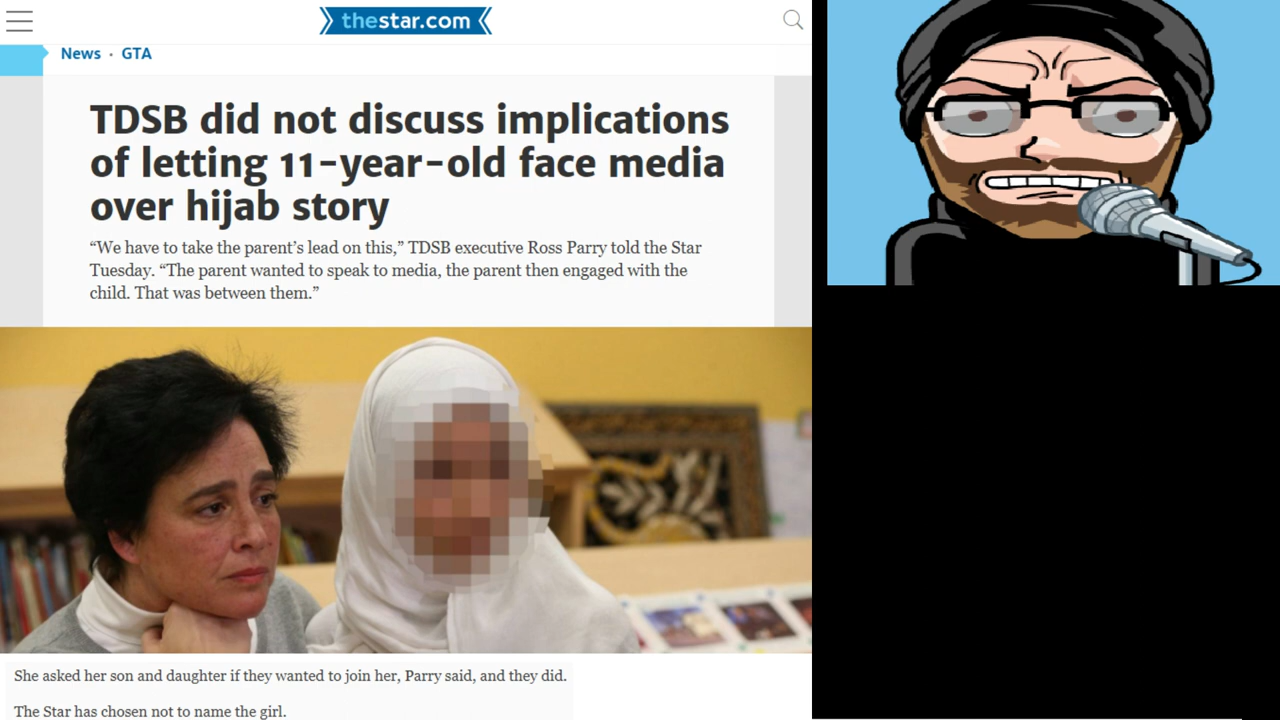 thestar.com
News · GTA
TDSB did not discuss implications
of letting 11-year-old face media
over hijab story
“We have to take the parent’s lead on this,” TDSB executive Ross Parry told the Star
Tuesday. “The parent wanted to speak to media, the parent then engaged with the
child. That was between them.”
She asked her son and daughter if they wanted to join her, Parry said, and they did.
The Star has chosen not to name the girl.